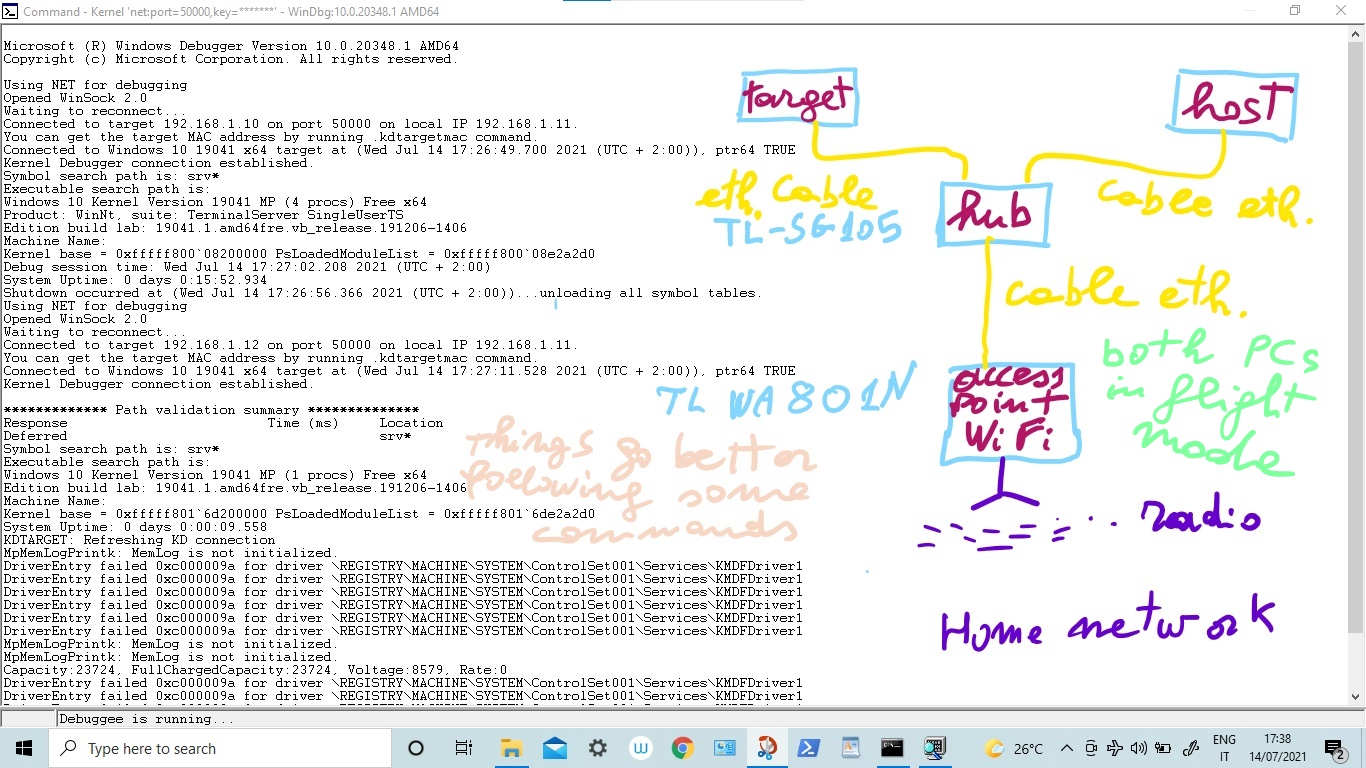 Command - Kernel 'net:port=50000,key=*******' - WinDbg:10.0.20348.1 AMD64
Microsoft (R) Windows Debugger Version 10.0.20348.1 AMD64
Copyright (c) Microsoft Corporation. All rights reserved.
Using NET for debugging
Opened WinSock 2.0
Waiting to reconnect...
Connected to target 192.168.1.10 on port 50000 on local IP 192.168.1.11.
You can get the target MAC address by running .kdtargetmac command.
Connected to Windows 10 19041 x64 target at (Wed Jul 14 17:26:49.700 2021 (UTC + 2:00)), ptr64 TRUE
Kernel Debugger connection established.
Symbol search path is: srv*
Executable search path is:
Windows 10 Kernel Version 19041 MP (4 procs) Free x64
Product: WinNt, suite: TerminalServer SingleUserTS
Edition build lab: 19041.1.amd64fre.vb_release.191206-1406
Machine Name:
Kernel base = 0xfffff800`08200000 PsLoadedModuleList = 0xfffff800`08e2a2d0
Debug session time: Wed Jul 14 17:27:02.208 2021 (UTC + 2:00)
System Uptime: 0 days 0:15:52.934
Shutdown occurred at (Wed Jul 14 17:26:56.366 2021 (UTC + 2:00))...unloading all symbol tables.
Using NET for debugging
Opened WinSock 2.0
Waiting to reconnect...
Connected to target 192.168.1.12 on port 50000 on local IP 192.168.1.11.
You can get the target MAC address by running .kdtargetmac command.
Connected to Windows 10 19041 x64 target at (Wed Jul 14 17:27:11.528 2021 (UTC + 2:00)), ptr64 TRUE
Kernel Debugger connection established.
************* Path validation summary **************
Response Time (ms) Location
Deferred srv*
Symbol search path is: srv*
Executable search path is:
Windows 10 Kernel Version 19041 MP (1 procs) Free x64
Edition build lab: 19041.1.amd64fre.vb_release.191206-1406
Machine Name:
Kernel base = 0xfffff801`6d200000 PsLoadedModuleList = 0xfffff801`6de2a2d0
System Uptime: 0 days 0:00:09.558
KDTARGET: Refreshing KD connection
MpMemLogPrintk: MemLog is not initialized.
DriverEntry failed 0xc000009a for driver \REGISTRY\MACHINE\SYSTEM\ControlSet001\Services\KMDFDriver1
DriverEntry failed 0xc000009a for driver \REGISTRY\MACHINE\SYSTEM\ControlSet001\Services\KMDFDriver1
DriverEntry failed 0xc000009a for driver \REGISTRY\MACHINE\SYSTEM\ControlSet001\Services\KMDFDriver1
DriverEntry failed 0xc000009a for driver \REGISTRY\MACHINE\SYSTEM\ControlSet001\Services\KMDFDriver1
DriverEntry failed 0xc000009a for driver \REGISTRY\MACHINE\SYSTEM\ControlSet001\Services\KMDFDriver1
DriverEntry failed 0xc000009a for driver \REGISTRY\MACHINE\SYSTEM\ControlSet001\Services\KMDFDriver1
MpMemLogPrintk: MemLog is not initialized.
MpMemLogPrintk: MemLog is not initialized.
Capacity:23724, FullChargedCapacity:23724, Voltage:8579, Rate:0
DriverEntry failed 0xc000009a for driver \REGISTRY\MACHINE\SYSTEM\ControlSet001\Services\KMDFDriver1
DriverEntry failed 0xc000009a for driver \REGISTRY\MACHINE\SYSTEM\ControlSet001\Services\KMDFDriver1
target
host
eth. Cable
TL-SG105
hub
cable eth.
cable eth.
both PCs
in flight
mode
TL WA801N
access
point
WiFi
things go better
following some
commands
radio
Home network
Debuggee is running...
Type here to search
26°C
ENG
IT
17:38
14/07/2021
2